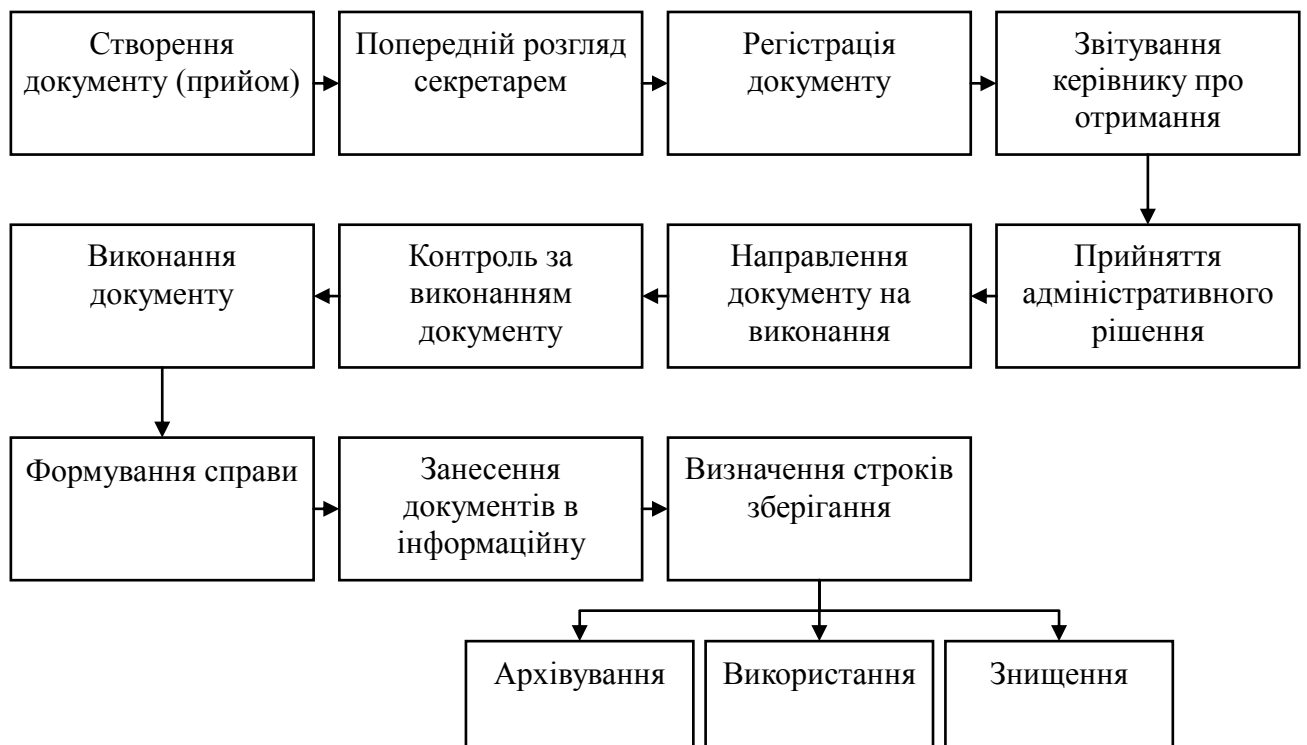 Створення
документу (прийом)
Попередній розгляд
секретарем
Регістрація
документу
Звітування
керівнику про
отримання
Виконання
документу
Контроль за
виконанням
документу
Направлення
документу на
виконання
Прийняття
адміністративного
рішення
Формування справи
Занесення
документів в
інформаційну
Визначення строків
зберігання
Архівування
Використання
Знищення